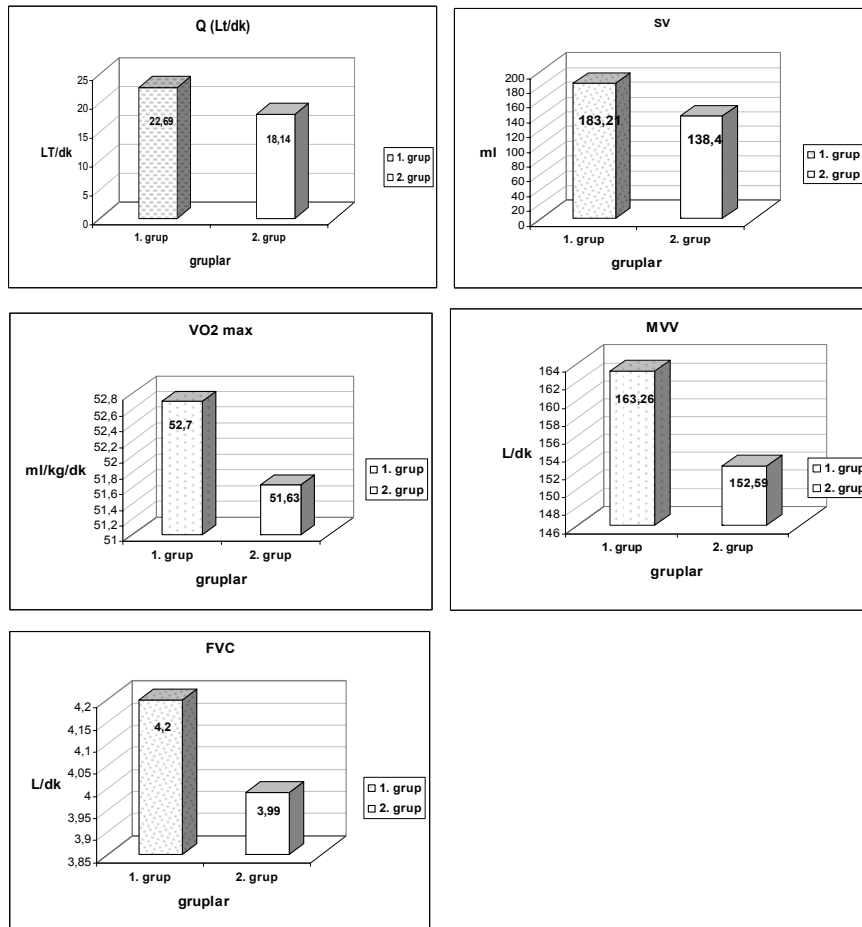 Q (Lt/dk)
25
20
15
10
5
0
LT/dk
22,69
18,14
1. grup
2. grup
gruplar
1. grup
2. grup
SV
200
180
160
140
120
100
80
60
40
20
0
ml
183,21
138,4
1. grup
2. grup
gruplar
1. grup
2. grup
VO2 max
52,8
52,6
52,4
52,2
52
51,8
51,6
51,4
51,2
51
ml/kg/dk
52,7
51,63
1. grup
2. grup
gruplar
1. grup
2. grup
MVV
164
162
160
158
156
154
152
150
148
146
L/dk
163,26
152,59
1. grup
2. grup
gruplar
1. grup
2. grup
FVC
4,2
4,15
4,1
4,05
4
3,95
3,9
3,85
L/dk
4,2
3,99
1. grup
2. grup
gruplar
1. grup
2. grup